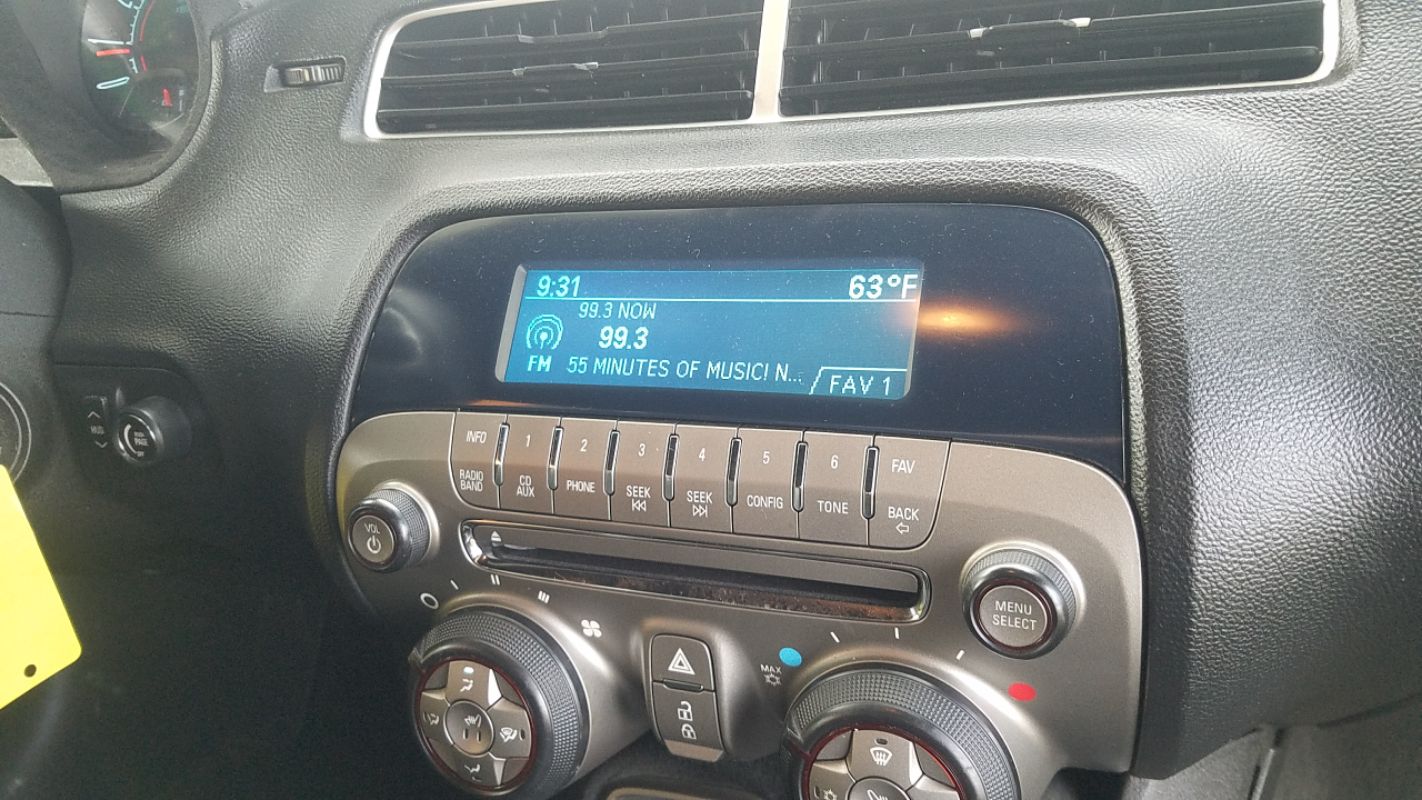 9:31 63°F
99.3 NOW
99.3
FM 55 MINUTES OF MUSIC! N...
FAV 1
INFO 1 2 3 4 5 6 FAV
RADIO BAND CD AUX PHONE SEEK SEEK CONFIG TONE BACK
VOL
HUD
MENU
SELECT
MAX